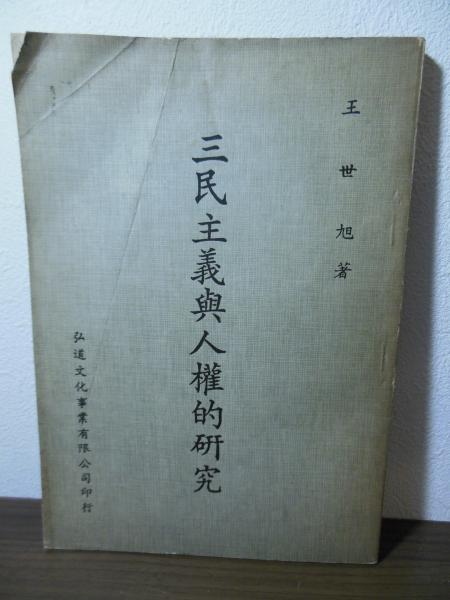 王世旭著
三民主義與人權的研究
弘道文化事業有限公司印行